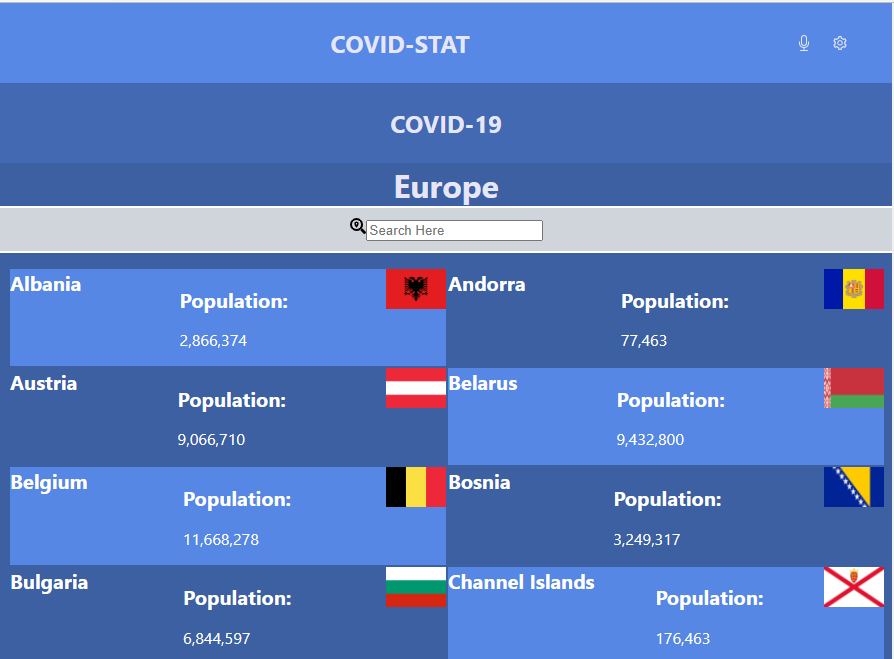 COVID-STAT
COVID-19
Europe
Search Here
Albania
Population:
2,866,374
Andorra
Population:
77,463
Austria
Population:
9,066,710
Belarus
Population:
9,432,800
Belgium
Population:
11,668,278
Bosnia
Population:
3,249,317
Bulgaria
Population:
6,844,597
Channel Islands
Population:
176,463